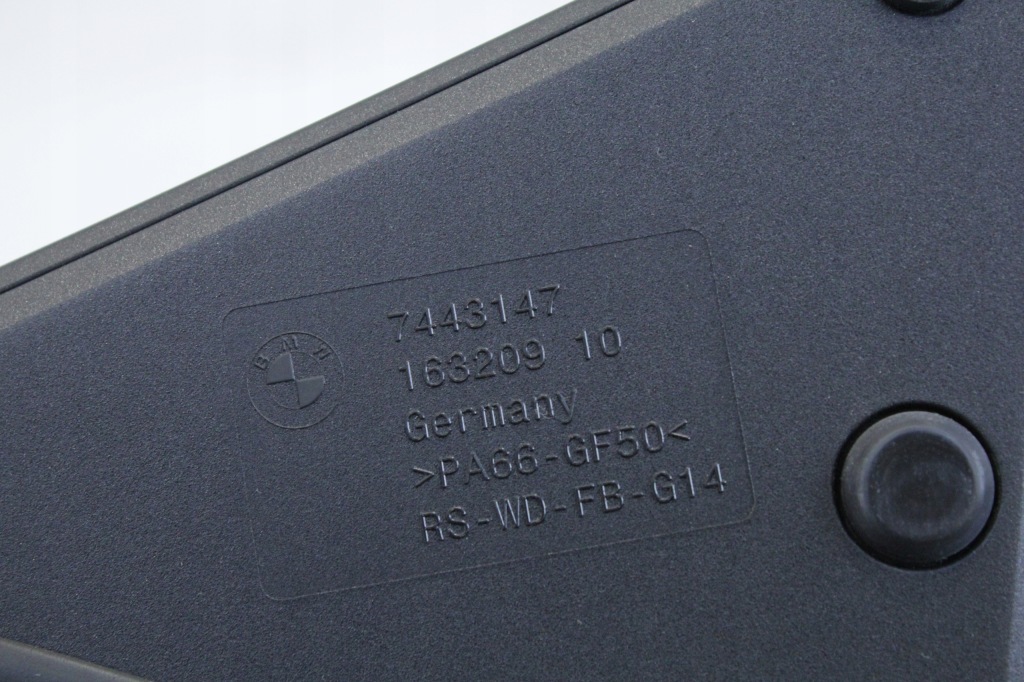 BMW
7443147
163209 10
Germany
>PA66-GF50<
RS-WD-FB-G14